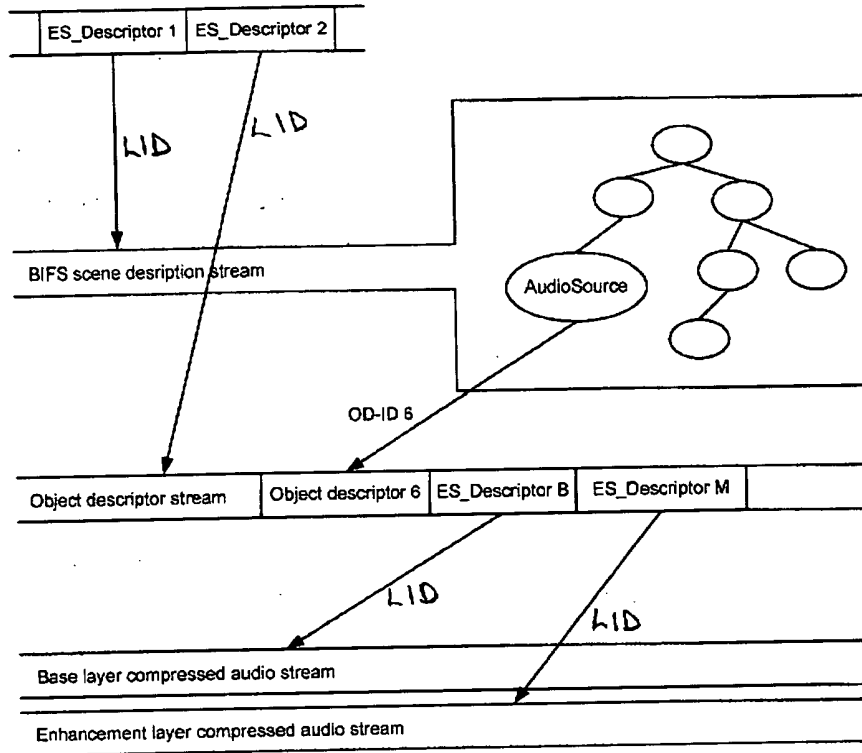 ES_Descriptor 1
ES_Descriptor 2
LID
LID
BIFS scene desription stream
AudioSource
OD-ID 6
Object descriptor stream
Object descriptor 6
ES_Descriptor B
ES_Descriptor M
LID
LID
Base layer compressed audio stream
Enhancement layer compressed audio stream